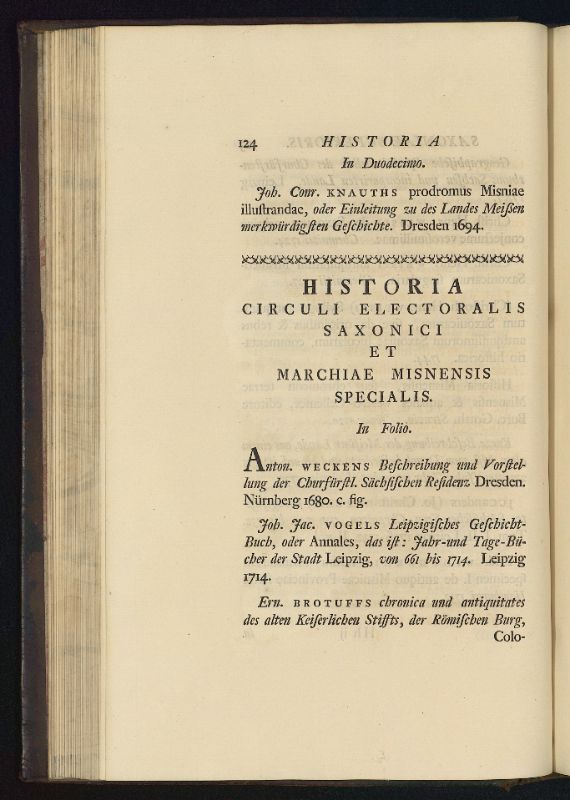 124 HISTORIA
In Duodecimo.
Joh. Conr. KNAUTHS prodromus Misniae
illuſtrandae, oder Einleitung zu des Landes Meißen
merkwürdigſten Geſchichte. Dresden 1694.
HISTORIA
CIRCULI ELECTORALIS
SAXONICI
ET
MARCHIAE MISNENSIS
SPECIALIS.
In Folio.
Anton. WECKENS Beſchreibung und Vorſtel-
lung der Churfürſtl. Sächſiſchen Reſidenz Dresden.
Nürnberg 1680. c. fig.
Joh. Jac. VOGELS Leipzigiſches Geſchicht-
Buch, oder Annales, das iſt: Jahr-und Tage-Bü-
cher der Stadt Leipzig, von 661 bis 1714. Leipzig
1714.
Ern. BROTUFFS chronica und antiquitates
des alten Keiſerlichen Stiffts, der Römiſchen Burg,
Colo-